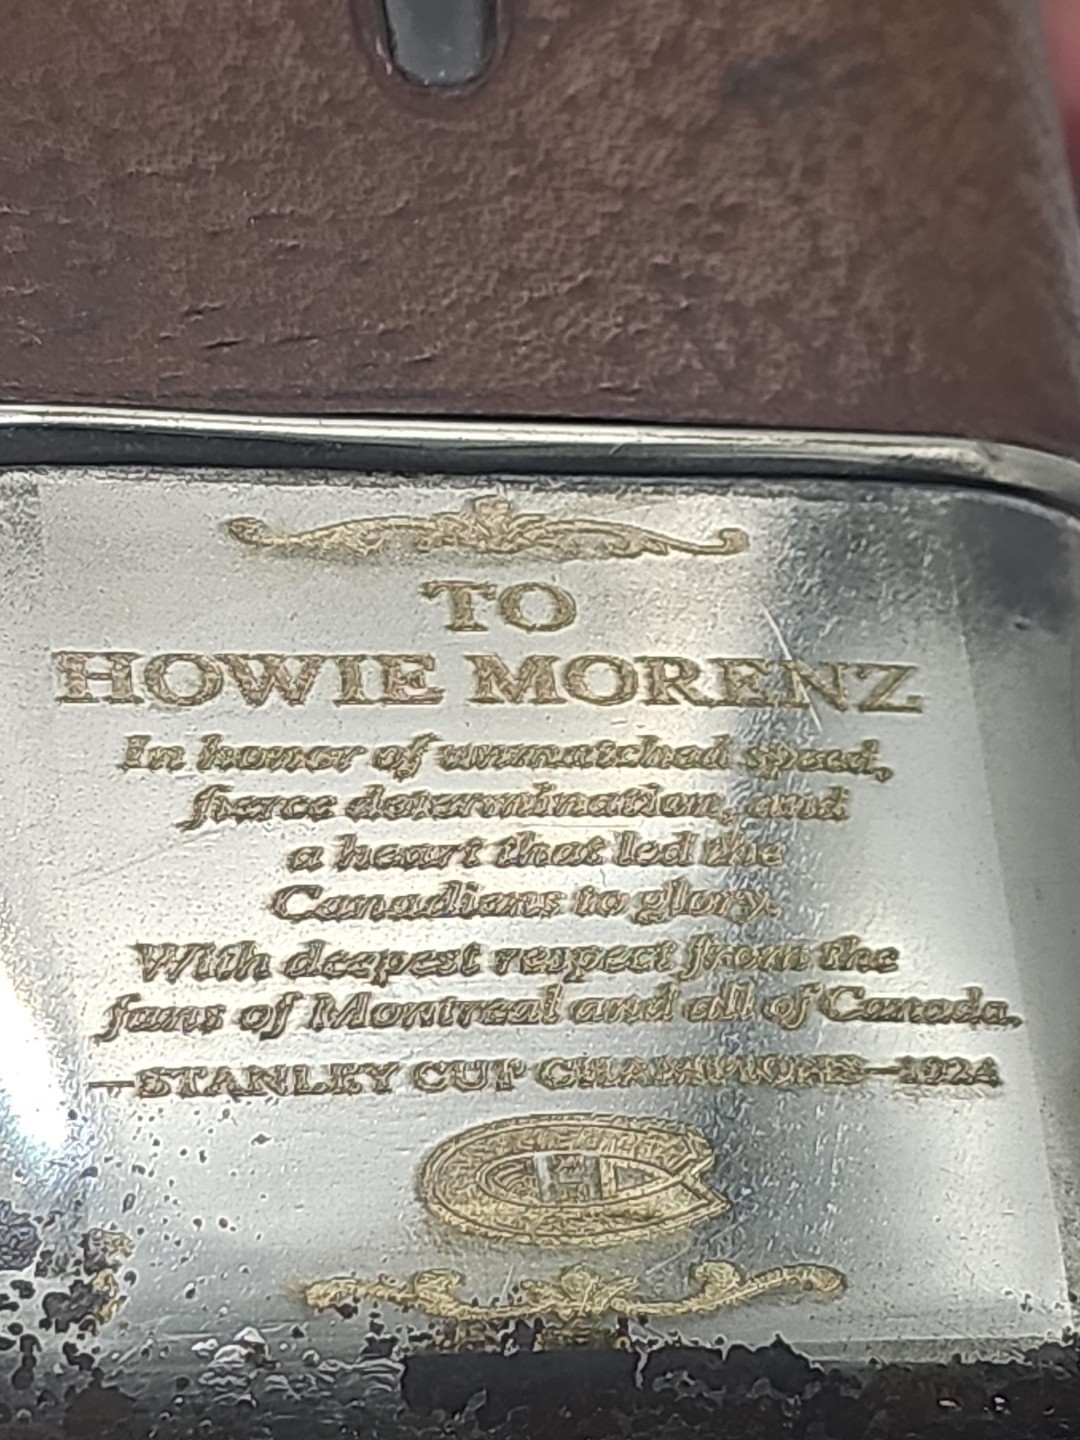 TO
HOWIE MORENZ
In honor of unmatched speed,
fierce determination, and
a heart that led the
Canadiens to glory.
With deepest respect from the
fans of Montreal and all of Canada.
—STANLEY CUP CHAMPIONS—1924
CH